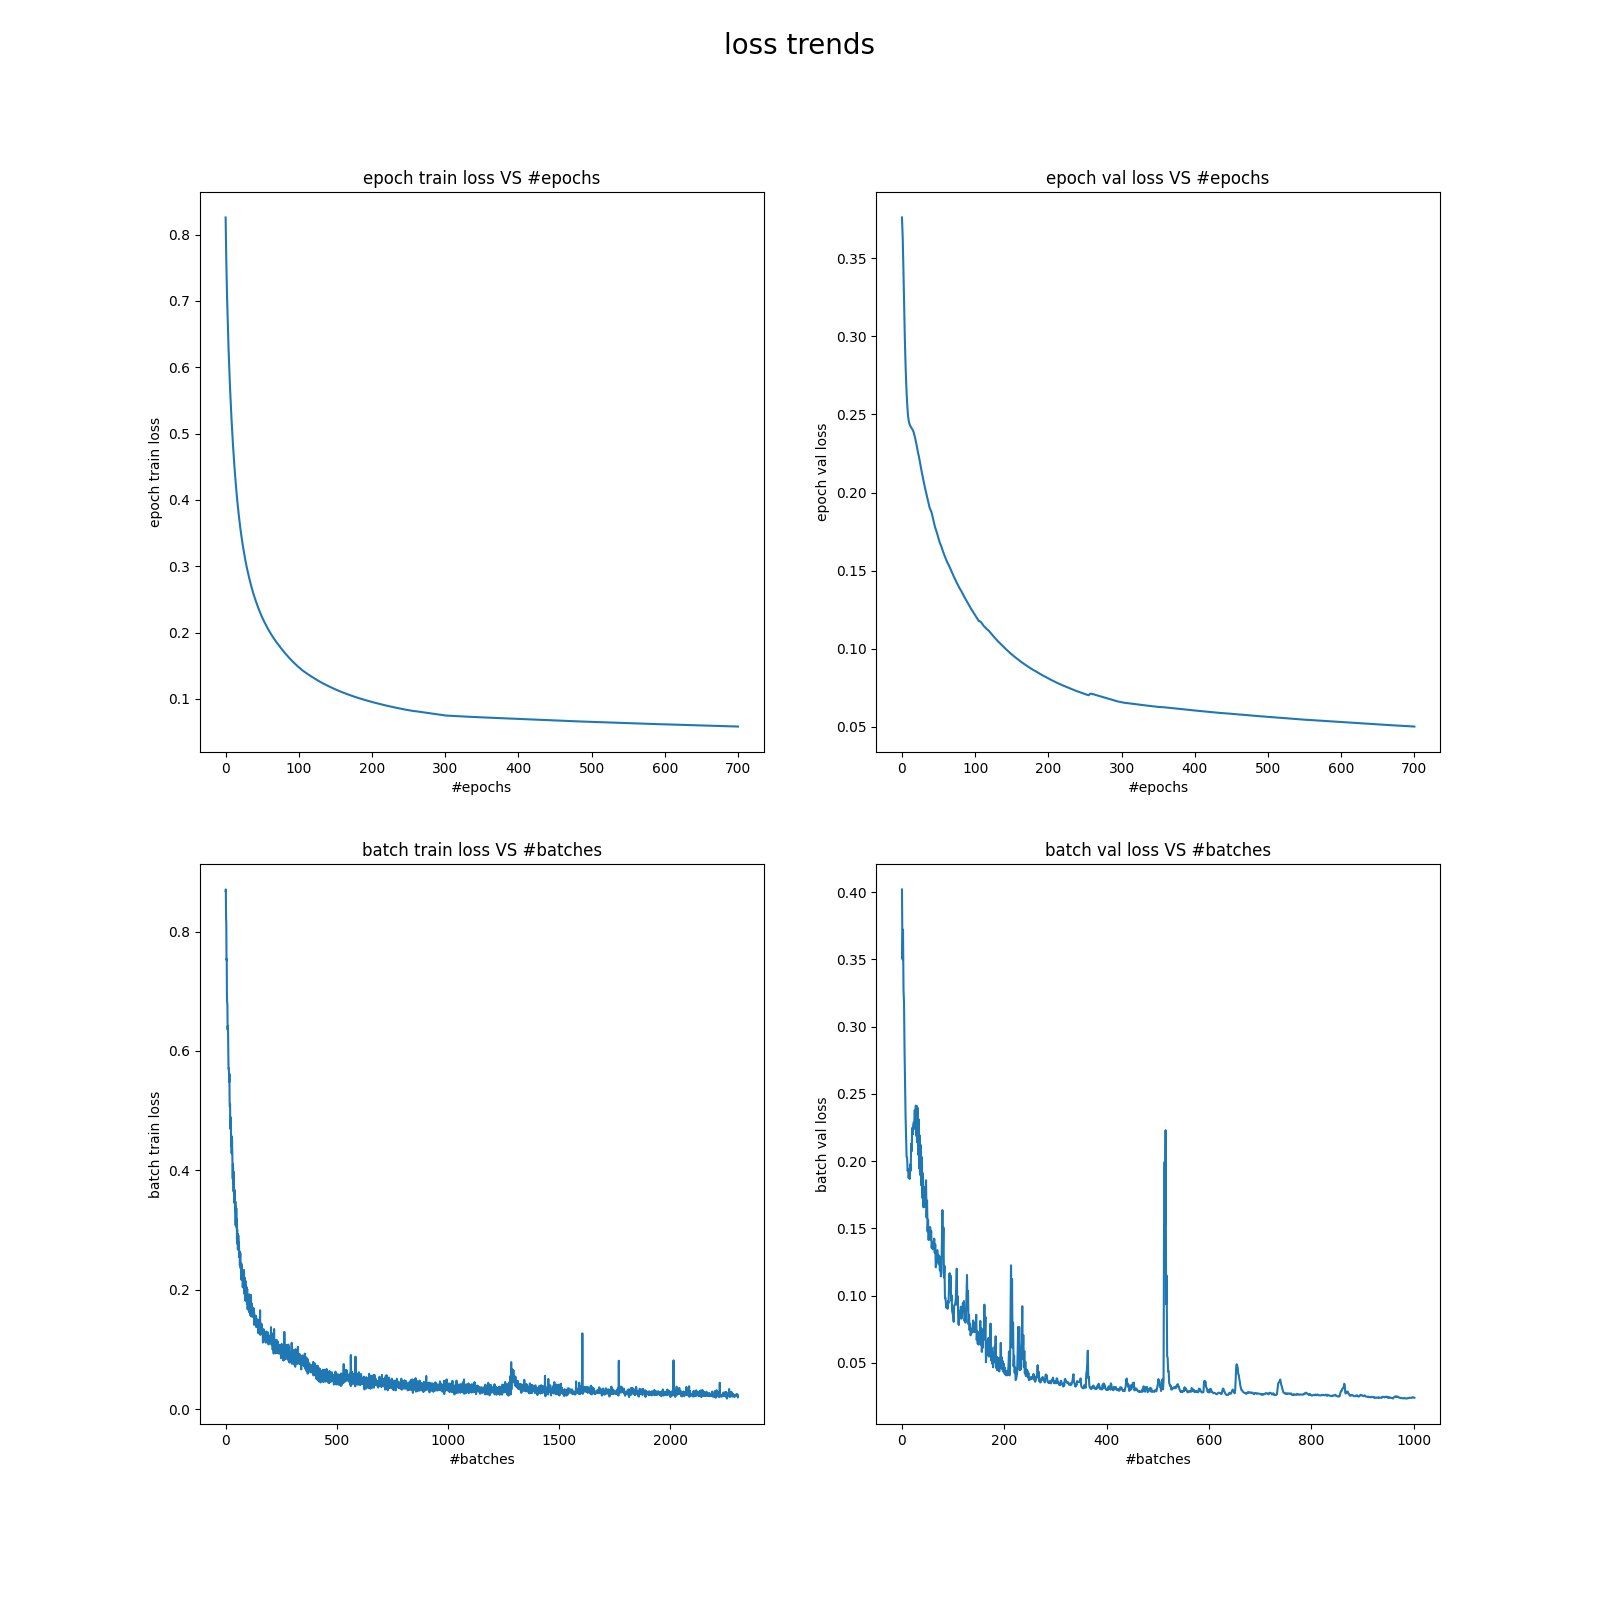 loss trends
epoch train loss VS #epochs
epoch train loss
0.8
0.7
0.6
0.5
0.4
0.3
0.2
0.1
0 100 200 300 400 500 600 700
#epochs
epoch val loss VS #epochs
epoch val loss
0.35
0.30
0.25
0.20
0.15
0.10
0.05
0 100 200 300 400 500 600 700
#epochs
batch train loss VS #batches
batch train loss
0.8
0.6
0.4
0.2
0.0
0 500 1000 1500 2000
#batches
batch val loss VS #batches
batch val loss
0.40
0.35
0.30
0.25
0.20
0.15
0.10
0.05
0 200 400 600 800 1000
#batches